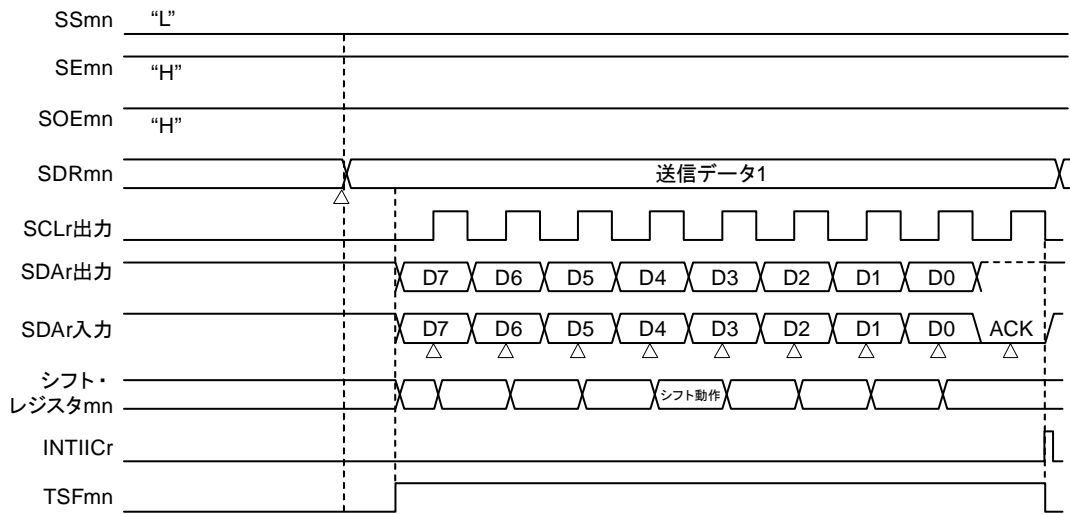 SSmn “L”
SEmn “H”
SOEmn “H”
SDRmn 送信データ1
SCLr出力
SDAr出力 D7 D6 D5 D4 D3 D2 D1 D0
SDAr入力 D7 D6 D5 D4 D3 D2 D1 D0 ACK
シフト・
レジスタmn シフト動作
INTIICr
TSFmn